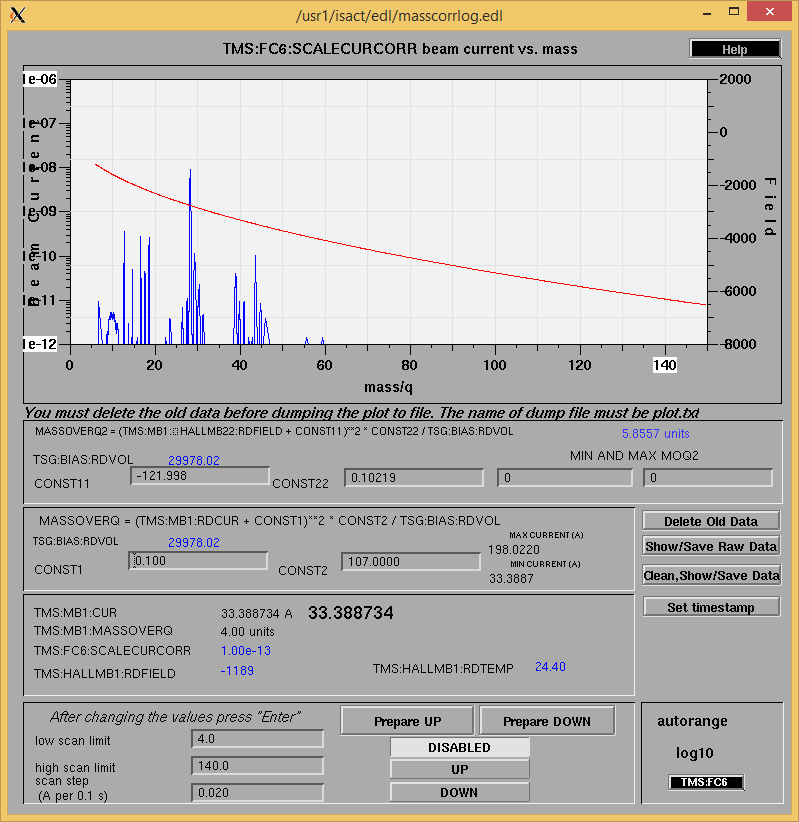 /usr1/isact/edl/masscorrlog.edl
TMS:FC6:SCALECURCORR beam current vs. mass
Help
1e-06
1e-07
1e-08
1e-09
1e-10
1e-11
1e-12
Beam Current
2000
0
-2000
-4000
-6000
-8000
Field
0 20 40 60 80 100 120 140
mass/q
You must delete the old data before dumping the plot to file. The name of dump file must be plot.txt
MASSOVERQ2 = (TMS:MB1:HALLMB22:RDFIELD + CONST11)**2 * CONST22 / TSG:BIAS:RDVOL
5.8557 units
TSG:BIAS:RDVOL 29978.02 MIN AND MAX MOQ2
CONST11 -121.998 CONST22 0.10219 0 0
MASSOVERQ = (TMS:MB1:RDCUR + CONST1)**2 * CONST2 / TSG:BIAS:RDVOL
TSG:BIAS:RDVOL 29978.02
MAX CURRENT (A)
198.0220
CONST1 0.100 CONST2 107.0000
MIN CURRENT (A)
33.3887
Delete Old Data
Show/Save Raw Data
Clean,Show/Save Data
Set timestamp
TMS:MB1:CUR 33.388734 A 33.388734
TMS:MB1:MASSOVERQ 4.00 units
TMS:FC6:SCALECURCORR 1.00e-13
TMS:HALLMB1:RDFIELD -1189 TMS:HALLMB1:RDTEMP 24.40
After changing the values press "Enter"
low scan limit 4.0
high scan limit 140.0
scan step
(A per 0.1 s) 0.020
Prepare UP
Prepare DOWN
DISABLED
UP
DOWN
autorange
log10
TMS:FC6